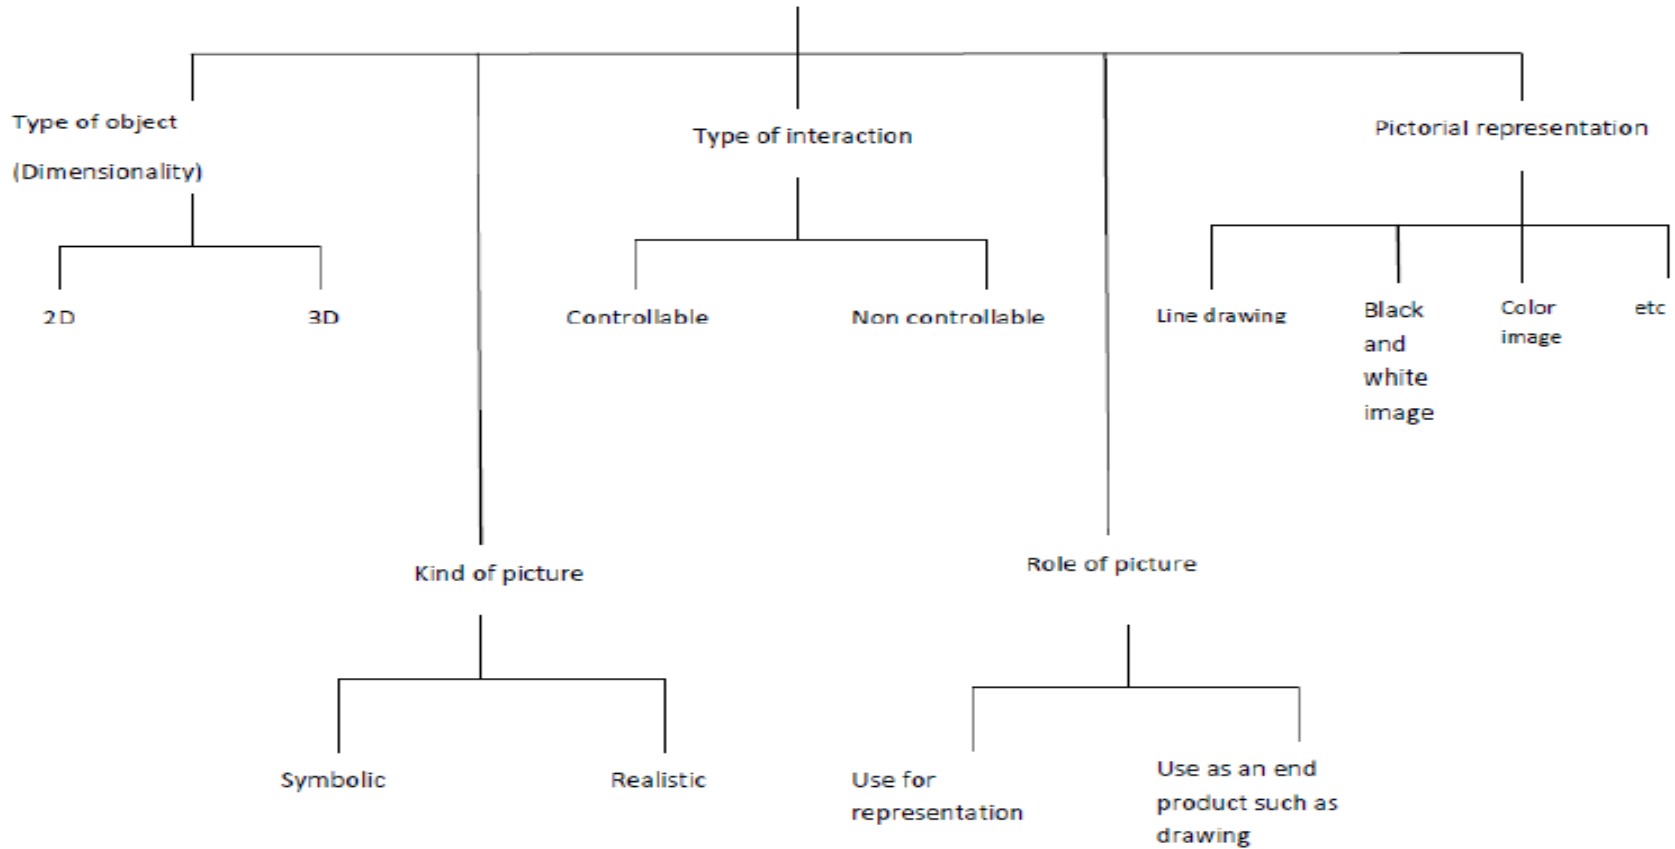 Type of object
(Dimensionality)
2D
3D
Type of interaction
Controllable
Non controllable
Pictorial representation
Line drawing
Black
and
white
image
Color
image
etc
Kind of picture
Symbolic
Realistic
Role of picture
Use for
representation
Use as an end
product such as
drawing